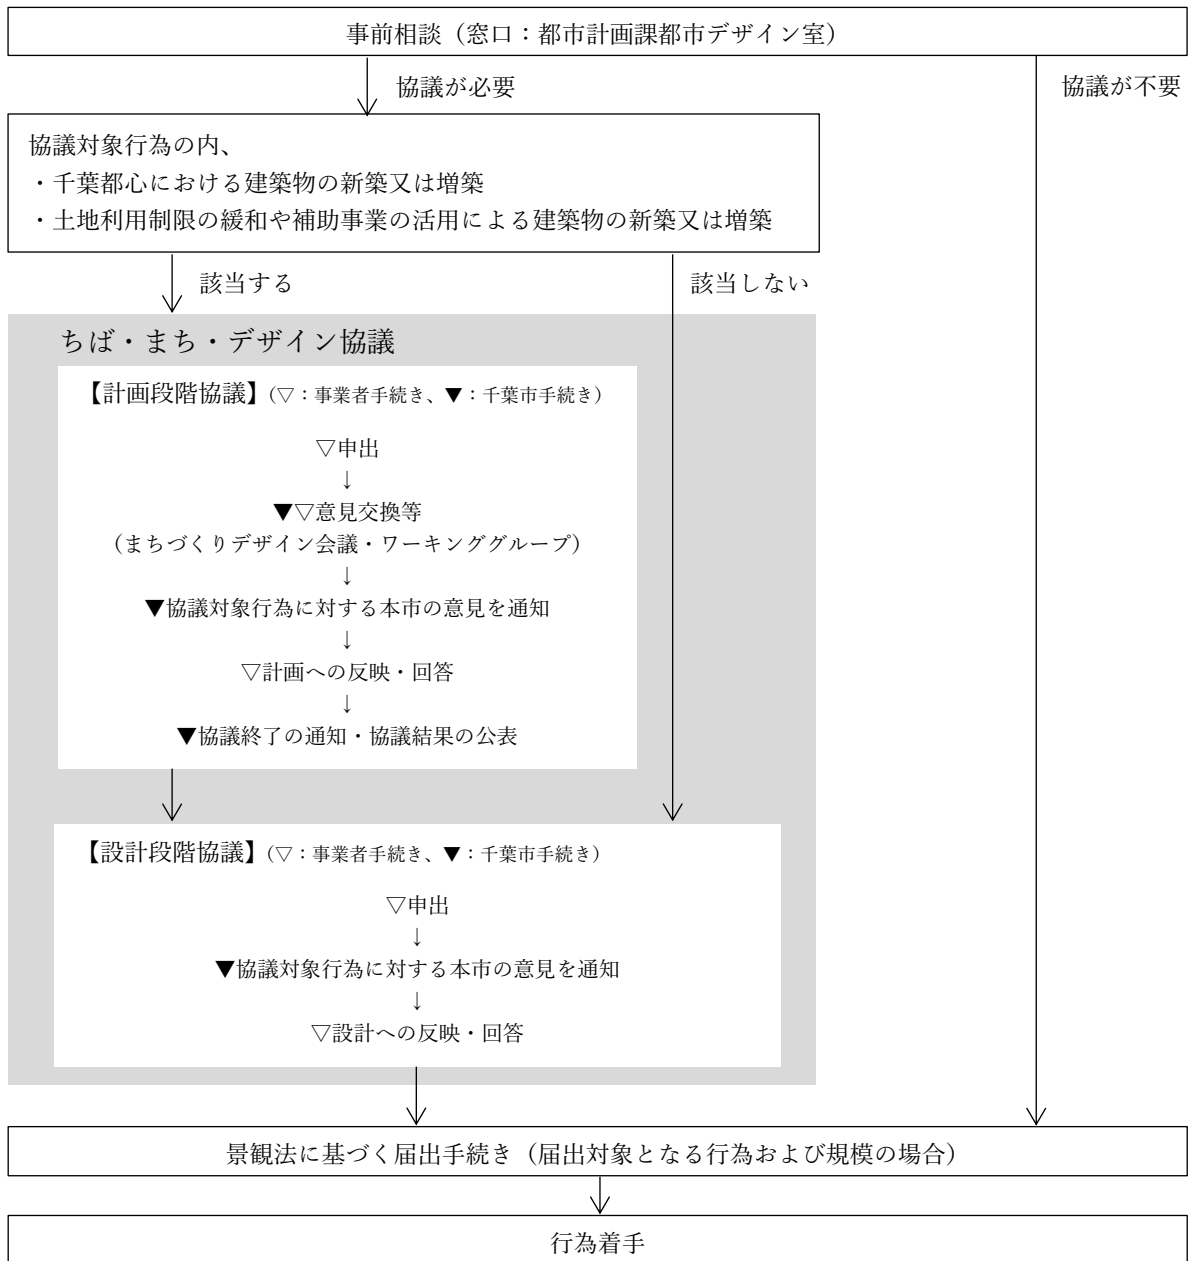 事前相談（窓口：都市計画課都市デザイン室）
協議が必要
協議が不要
協議対象行為の内、
・千葉都心における建築物の新築又は増築
・土地利用制限の緩和や補助事業の活用による建築物の新築又は増築
該当する
該当しない
ちば・まち・デザイン協議
【計画段階協議】（▽：事業者手続き、▼：千葉市手続き）
▽申出
↓
▼▽意見交換等
（まちづくりデザイン会議・ワーキンググループ）
↓
▼協議対象行為に対する本市の意見を通知
↓
▽計画への反映・回答
↓
▼協議終了の通知・協議結果の公表
【設計段階協議】（▽：事業者手続き、▼：千葉市手続き）
▽申出
↓
▼協議対象行為に対する本市の意見を通知
↓
▽設計への反映・回答
景観法に基づく届出手続き（届出対象となる行為および規模の場合）
行為着手